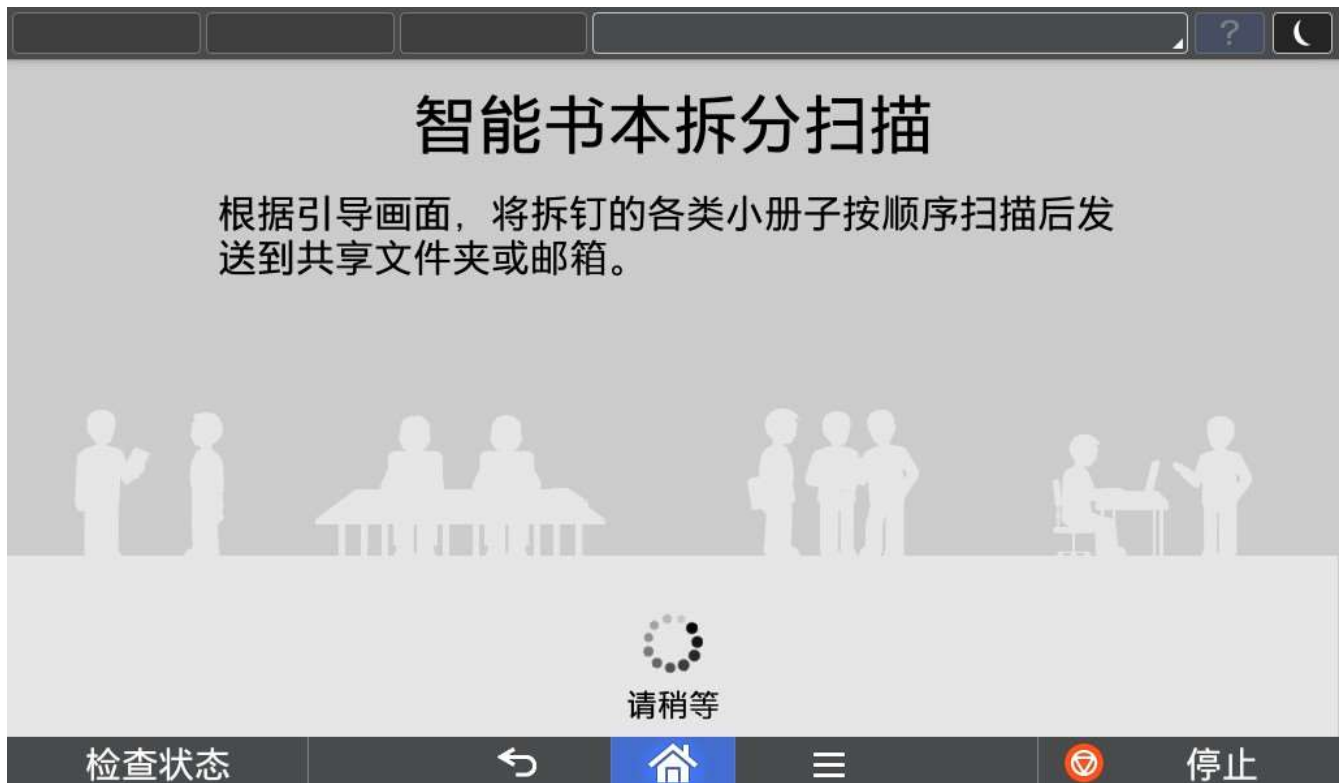 ?
智能书本拆分扫描
根据引导画面，将拆钉的各类小册子按顺序扫描后发
送到共享文件夹或邮箱。
请稍等
检查状态
停止